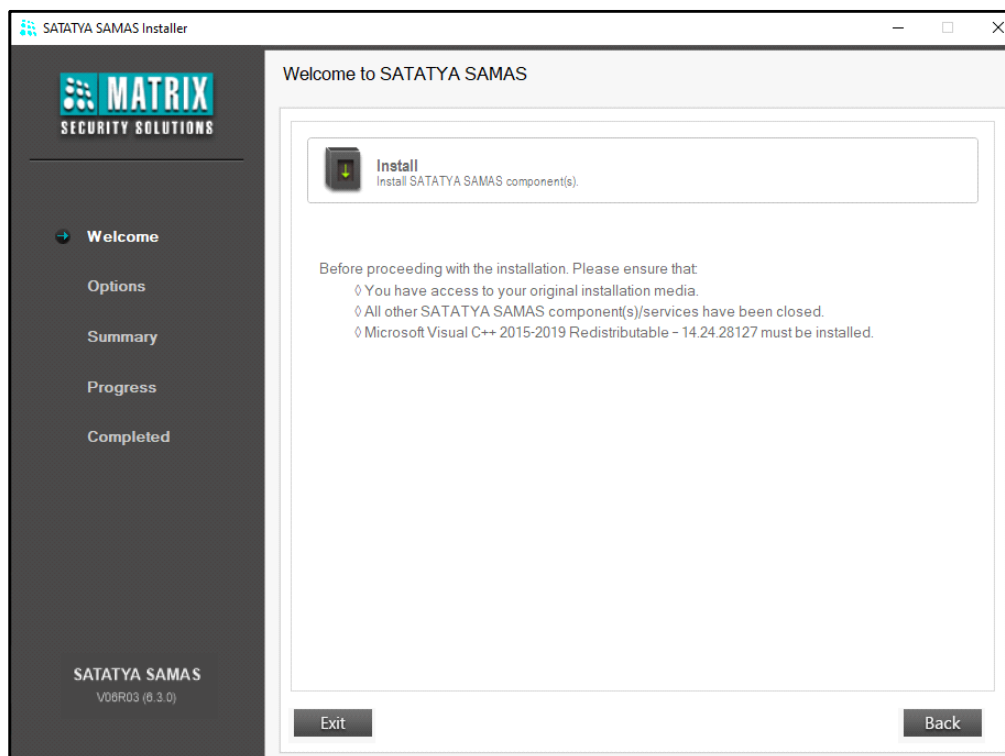 SATATYA SAMAS Installer
MATRIX
SECURITY SOLUTIONS
Welcome
Options
Summary
Progress
Completed
SATATYA SAMAS
V06R03 (6.3.0)
Welcome to SATATYA SAMAS
Install
Install SATATYA SAMAS component(s).
Before proceeding with the installation. Please ensure that:
◊ You have access to your original installation media.
◊ All other SATATYA SAMAS component(s)/services have been closed.
◊ Microsoft Visual C++ 2015-2019 Redistributable – 14.24.28127 must be installed.
Exit
Back